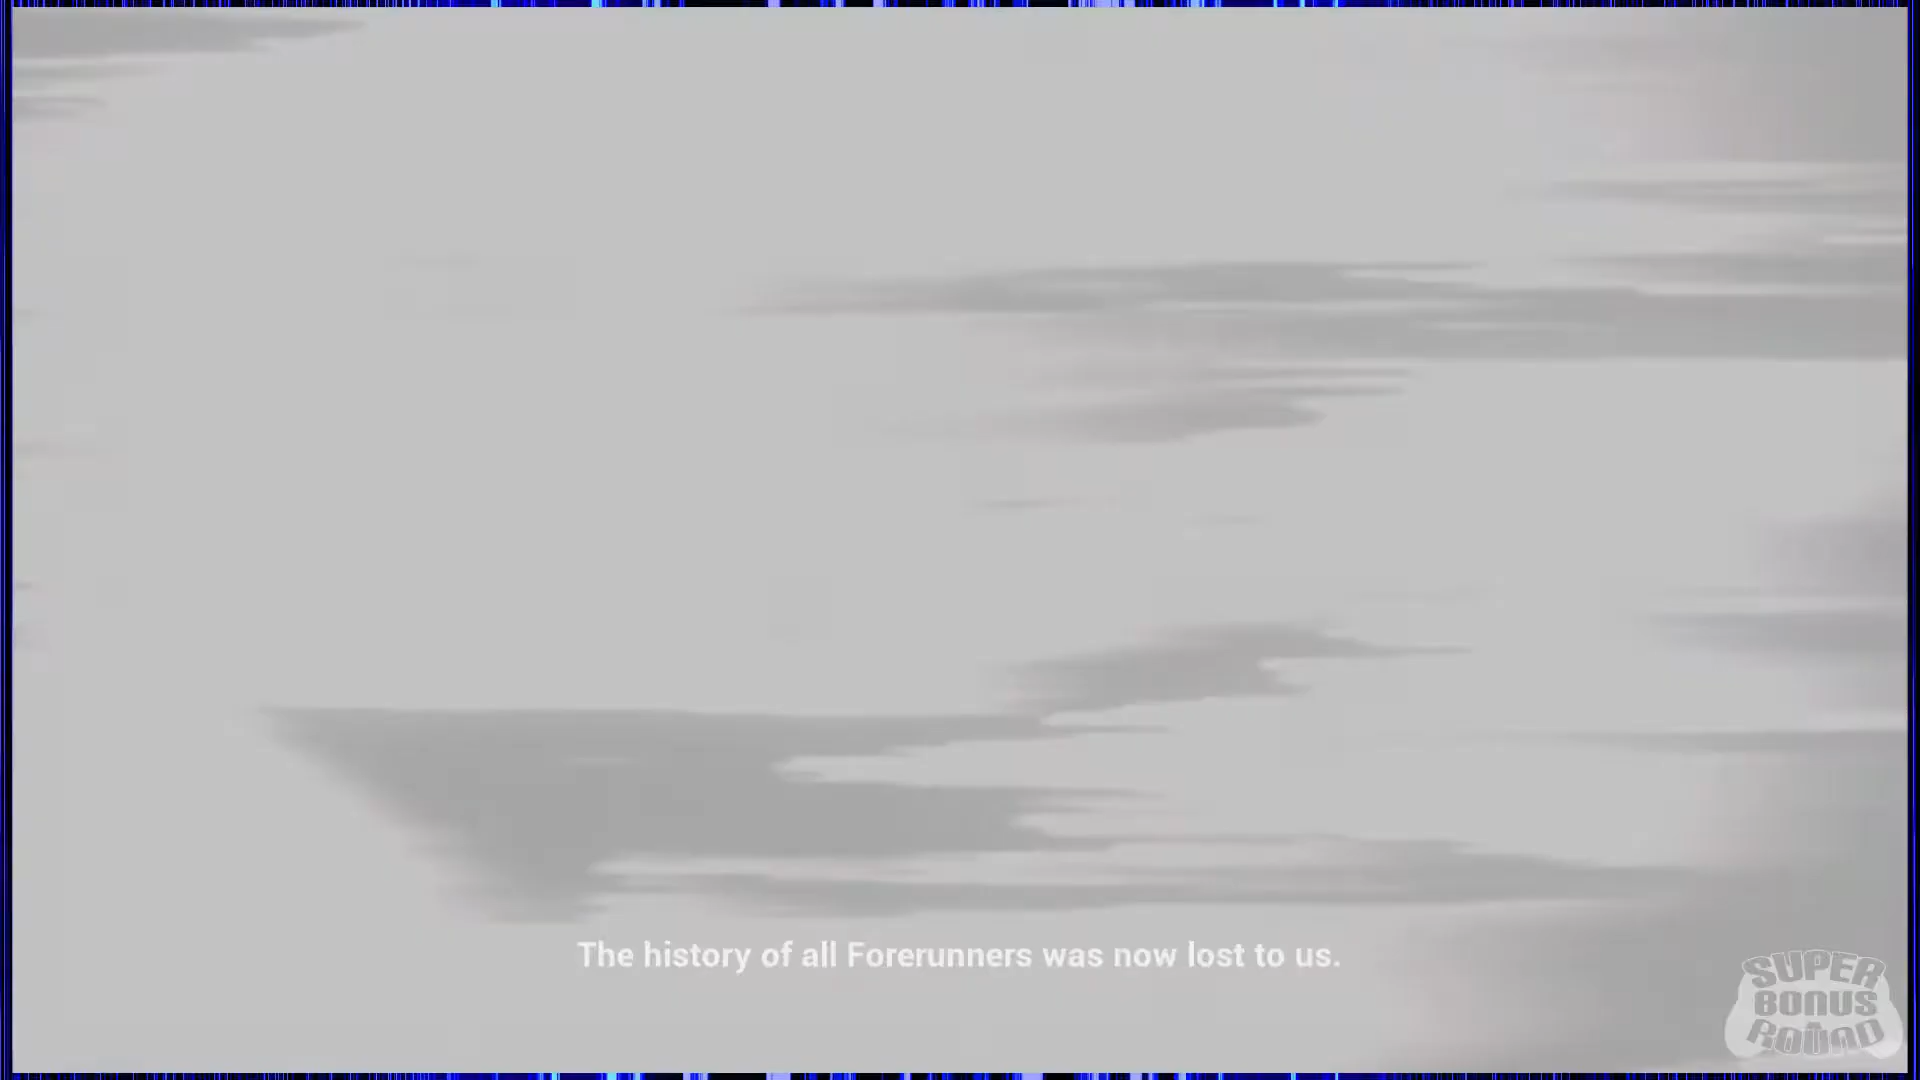 The history of all Forerunners was now lost to us.
SUPER
BONUS
ROUND